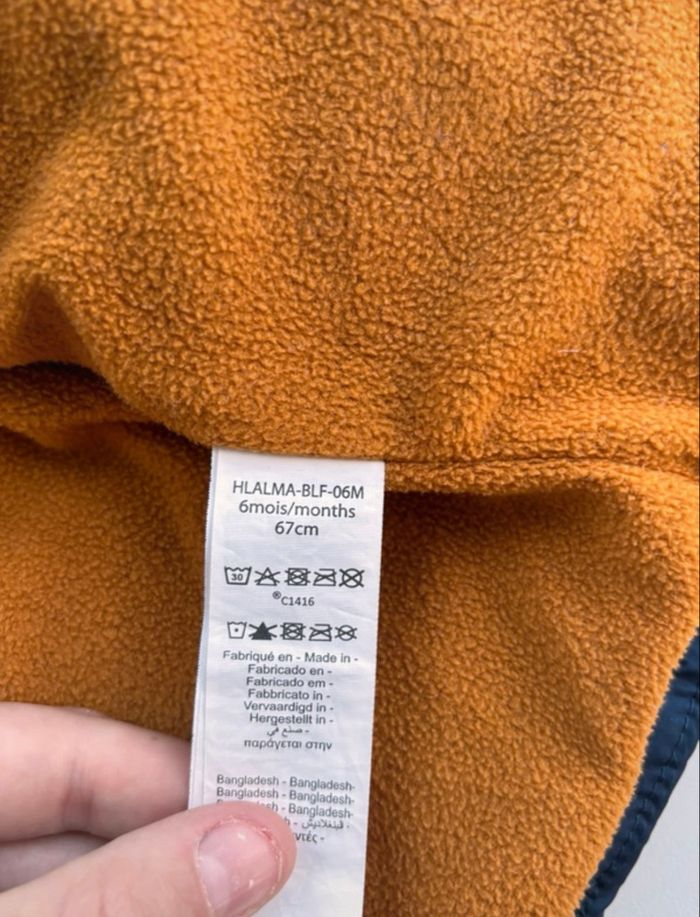 HLALMA-BLF-06M
6mois/months
67cm
30
®C1416
Fabriqué en - Made in -
Fabricado en -
Fabricado em -
Fabbricato in -
Vervaardigd in -
Hergestellt in -
صنع في -
παράγεται στην
Bangladesh - Bangladesh-
Bangladesh - Bangladesh-
Bangladesh-